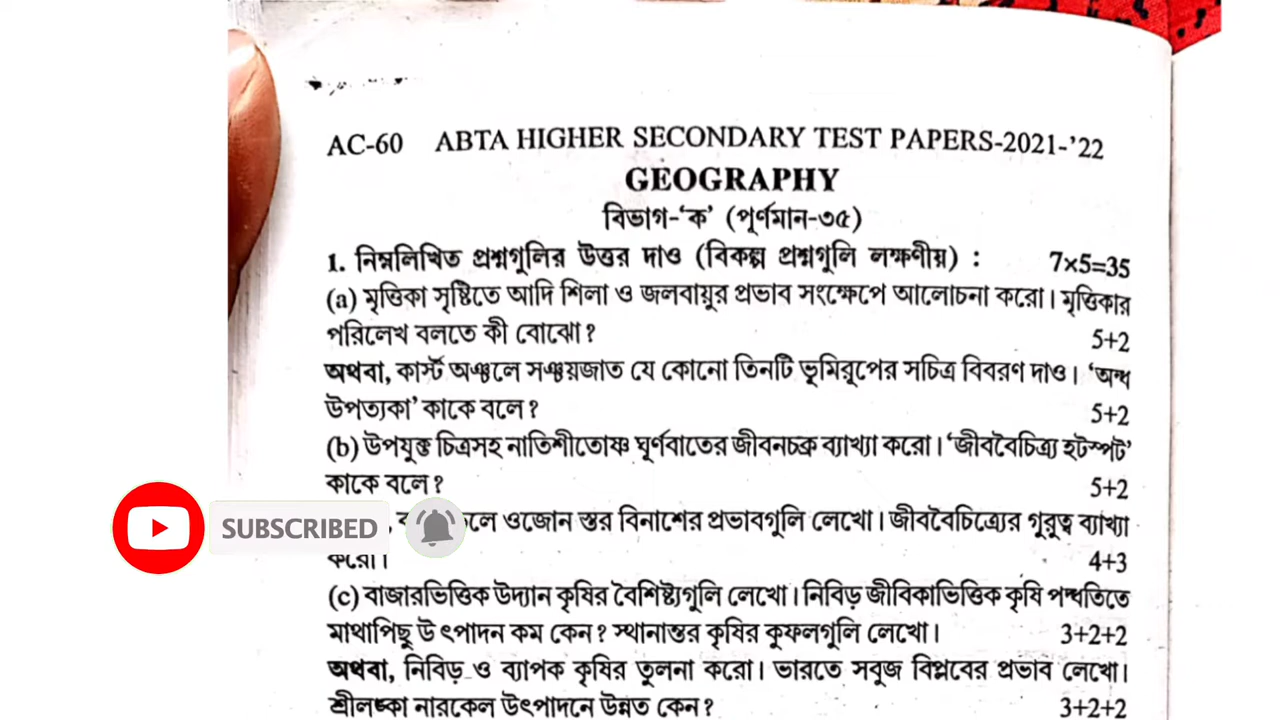 AC-60 ABTA HIGHER SECONDARY TEST PAPERS-2021-'22
GEOGRAPHY
বিভাগ-'ক' (পূর্ণমান-৩৫)
1. নিম্নলিখিত প্রশ্নগুলির উত্তর দাও (বিকল্প প্রশ্নগুলি লক্ষণীয়) : 7×5=35
(a) মৃত্তিকা সৃষ্টিতে আদি শিলা ও জলবায়ুর প্রভাব সংক্ষেপে আলোচনা করো। মৃত্তিকার
পরিলেখ বলতে কী বোঝো? 5+2
অথবা, কার্স্ট অঞ্চলে সঞ্চয়জাত যে কোনো তিনটি ভূমিরূপের সচিত্র বিবরণ দাও। 'অন্ধ
উপত্যকা' কাকে বলে? 5+2
(b) উপযুক্ত চিত্রসহ নাতিশীতোষ্ণ ঘূর্ণবাতের জীবনচক্র ব্যাখ্যা করো। 'জীববৈচিত্র্য হটস্পট'
কাকে বলে? 5+2
ওজোন স্তর বিনাশের প্রভাবগুলি লেখো। জীববৈচিত্র্যের গুরুত্ব ব্যাখ্যা
SUBSCRIBED
করো। 4+3
(c) বাজারভিত্তিক উদ্যান কৃষির বৈশিষ্ট্যগুলি লেখো। নিবিড় জীবিকাভিত্তিক কৃষি পদ্ধতিতে
মাথাপিছু উৎপাদন কম কেন? স্থানান্তর কৃষির কুফলগুলি লেখো। 3+2+2
অথবা, নিবিড় ও ব্যাপক কৃষির তুলনা করো। ভারতে সবুজ বিপ্লবের প্রভাব লেখো।
শ্রীলঙ্কা নারকেল উৎপাদনে উন্নত কেন? 3+2+2